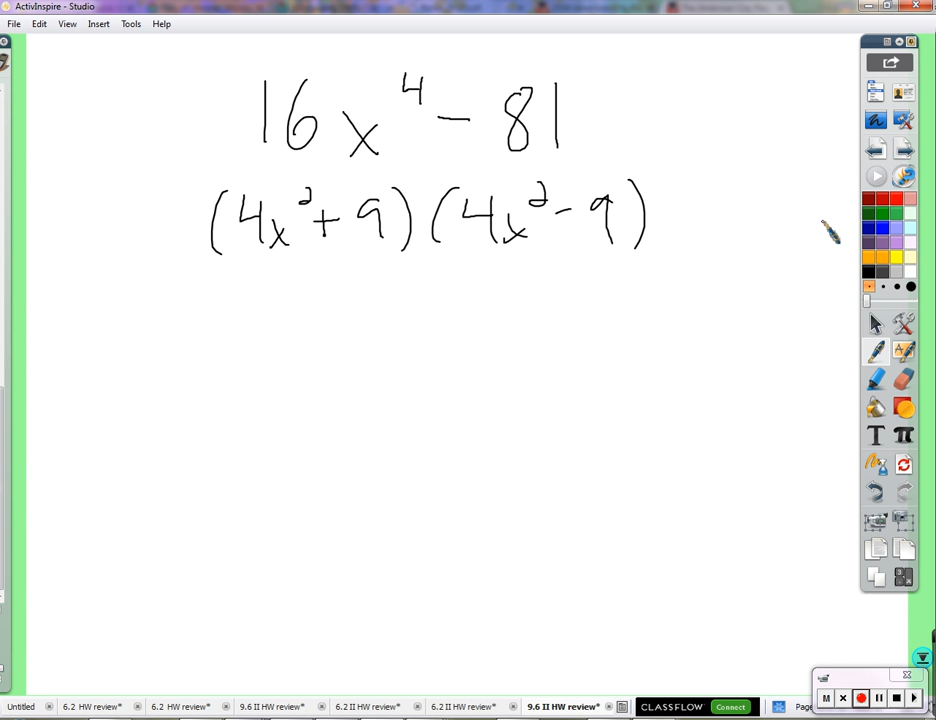 ActivInspire - Studio
File Edit View Insert Tools Help
16x⁴ - 81
(4x² + 9)(4x² - 9)
Untitled 6.2 HW review* 6.2 HW review* 9.6 II HW review* 6.2 II HW review* 6.2 II HW review* 9.6 II HW review* CLASSFLOW Connect Page
M